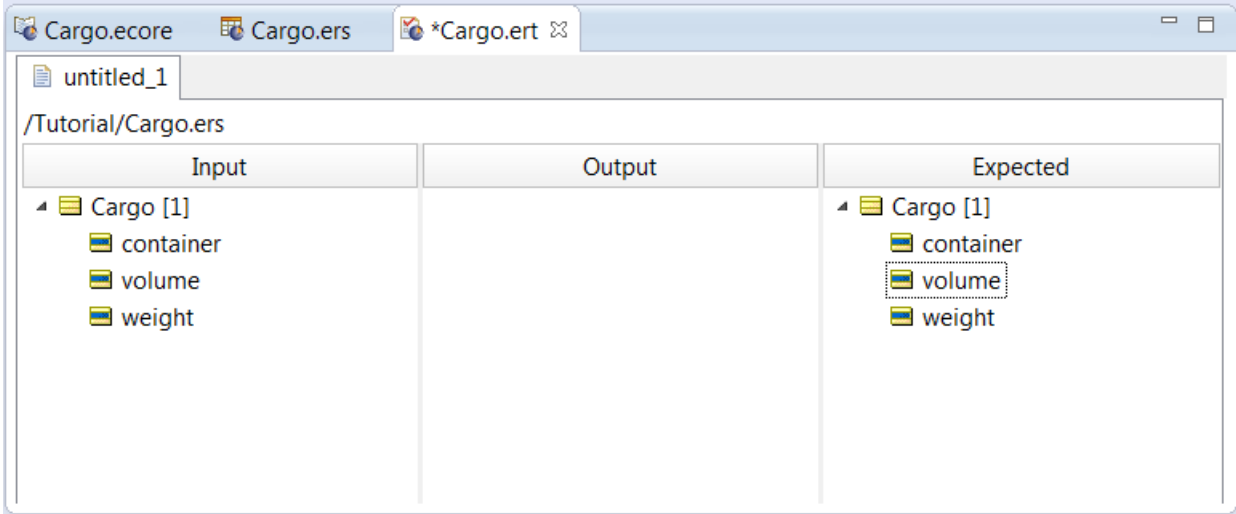 Cargo.ecore Cargo.ers *Cargo.ert
untitled_1
/Tutorial/Cargo.ers
Input Output Expected
Cargo [1] Cargo [1]
container container
volume volume
weight weight